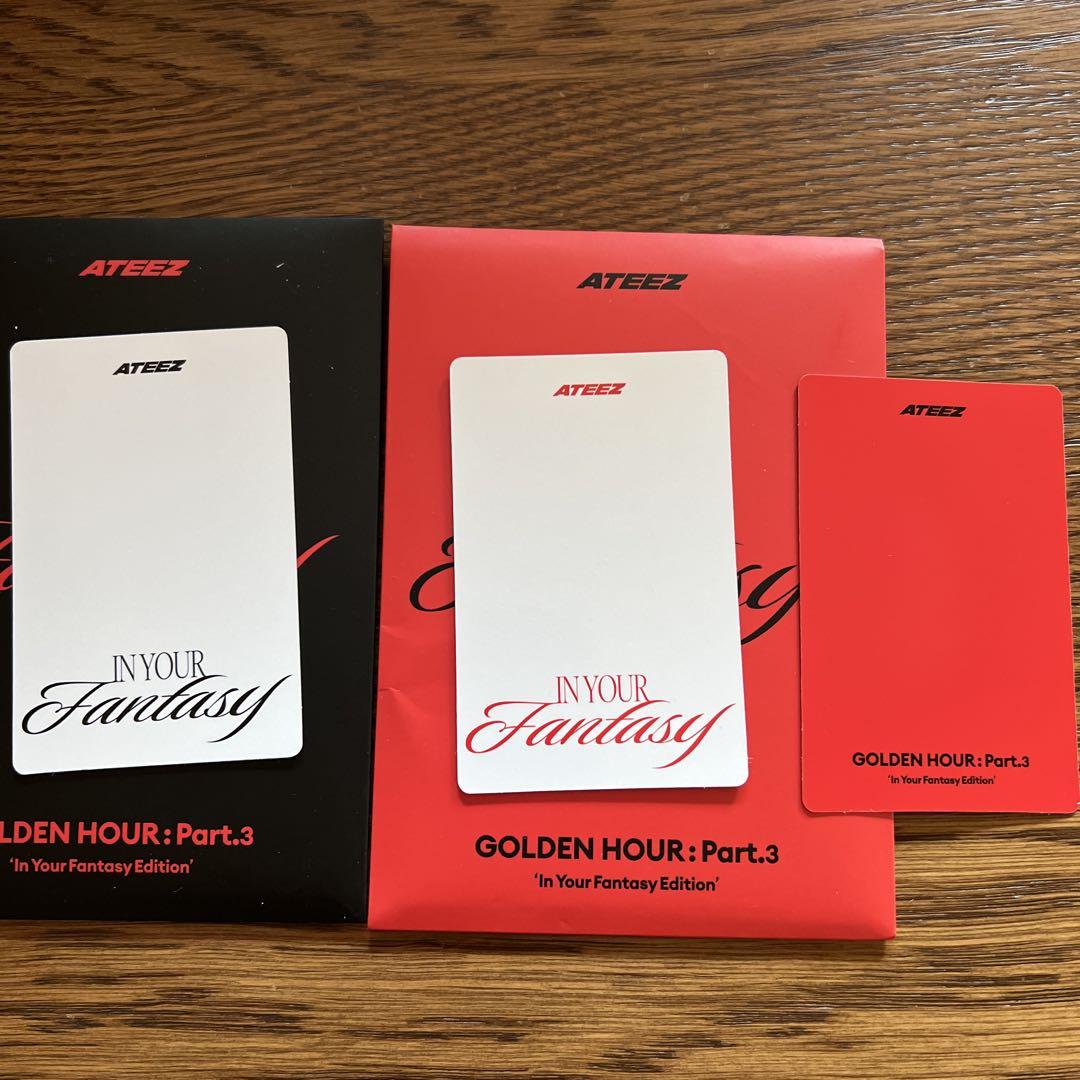 ATEEZ
ATEEZ
IN YOUR
Fantasy
LDEN HOUR : Part.3
'In Your Fantasy Edition'
ATEEZ
ATEEZ
IN YOUR
Fantasy
GOLDEN HOUR : Part.3
'In Your Fantasy Edition'
ATEEZ
GOLDEN HOUR : Part.3
'In Your Fantasy Edition'